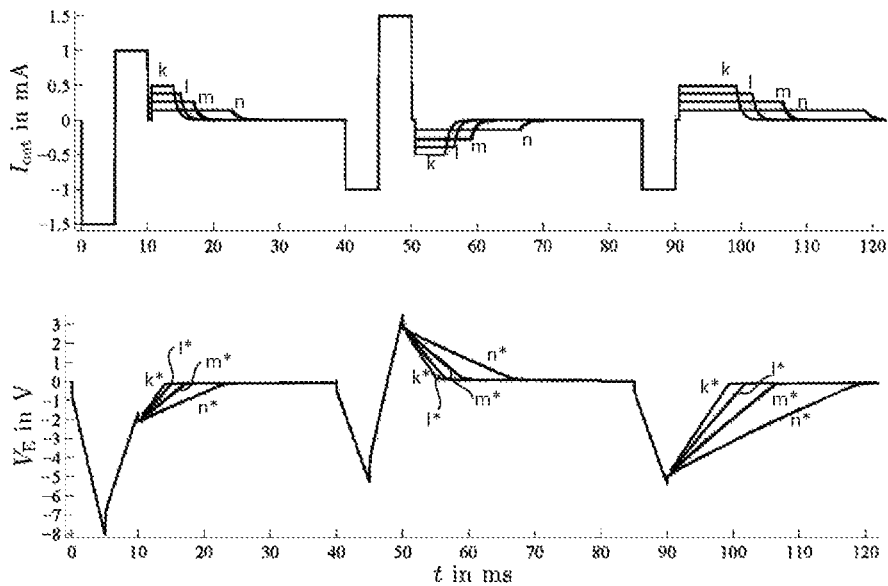 I_out in mA
1.5
1
0.5
0
-0.5
-1
-1.5
k
l
m
n
k
l
m
n
k
l
m
n
0 10 20 30 40 50 60 70 80 90 100 110 120
V_E in V
3
2
1
0
-1
-2
-3
-4
-5
-6
-7
-8
l*
k*
m*
n*
n*
k*
m*
l*
l*
k*
m*
n*
0 10 20 30 40 50 60 70 80 90 100 110 120
t in ms